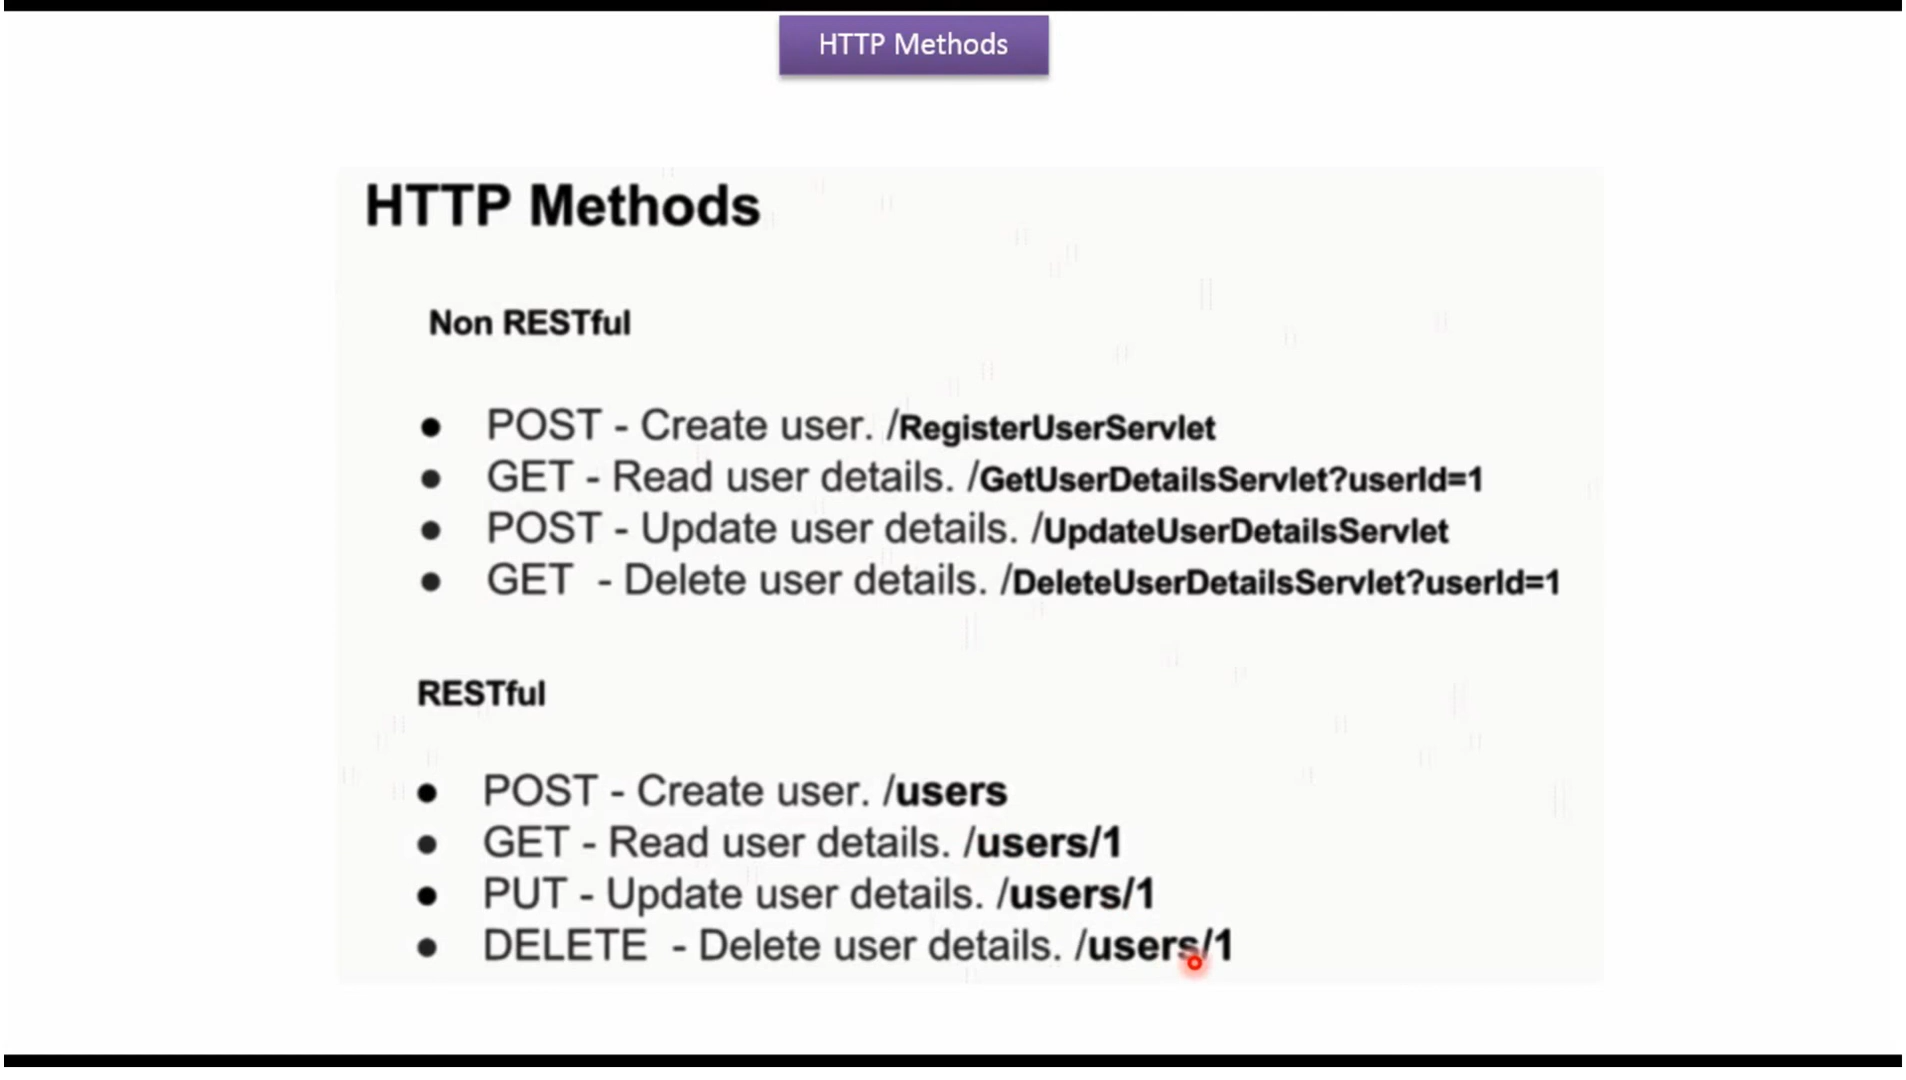 HTTP Methods
HTTP Methods
Non RESTful
● POST - Create user. /RegisterUserServlet
● GET - Read user details. /GetUserDetailsServlet?userId=1
● POST - Update user details. /UpdateUserDetailsServlet
● GET - Delete user details. /DeleteUserDetailsServlet?userId=1
RESTful
● POST - Create user. /users
● GET - Read user details. /users/1
● PUT - Update user details. /users/1
● DELETE - Delete user details. /users/1